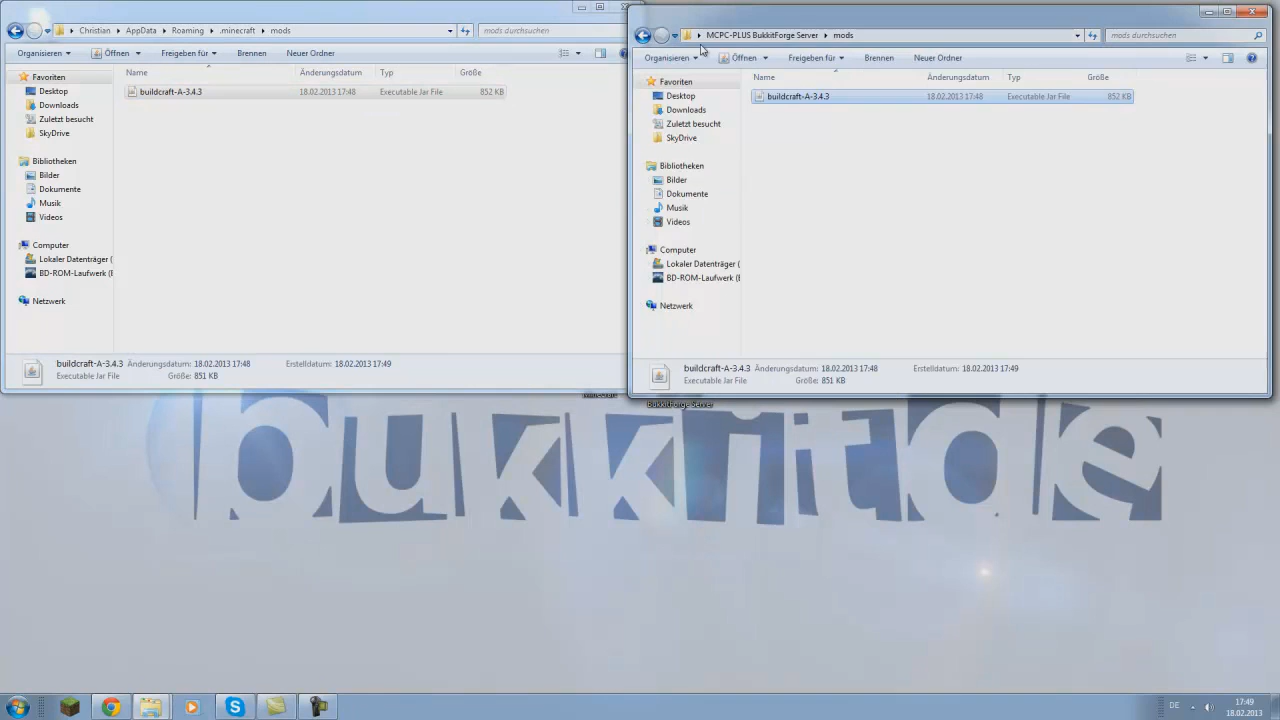 Christian ▸ AppData ▸ Roaming ▸ .minecraft ▸ mods
mods durchsuchen
Organisieren
Öffnen
Freigeben für
Brennen
Neuer Ordner
Favoriten
Desktop
Downloads
Zuletzt besucht
SkyDrive
Bibliotheken
Bilder
Dokumente
Musik
Videos
Computer
Lokaler Datenträger (
BD-ROM-Laufwerk (
Netzwerk
Name Änderungsdatum Typ Größe
buildcraft-A-3.4.3 18.02.2013 17:48 Executable Jar File 852 KB
buildcraft-A-3.4.3 Änderungsdatum: 18.02.2013 17:48 Erstelldatum: 18.02.2013 17:49
Executable Jar File Größe: 851 KB
MCPC-PLUS BukkitForge Server ▸ mods
mods durchsuchen
Organisieren
Öffnen
Freigeben für
Brennen
Neuer Ordner
Favoriten
Desktop
Downloads
Zuletzt besucht
SkyDrive
Bibliotheken
Bilder
Dokumente
Musik
Videos
Computer
Lokaler Datenträger (
BD-ROM-Laufwerk (
Netzwerk
Name Änderungsdatum Typ Größe
buildcraft-A-3.4.3 18.02.2013 17:48 Executable Jar File 852 KB
buildcraft-A-3.4.3 Änderungsdatum: 18.02.2013 17:48 Erstelldatum: 18.02.2013 17:49
Executable Jar File Größe: 851 KB
Minecraft
BukkitForge Server
bukkit.de
DE
17:49
18.02.2013